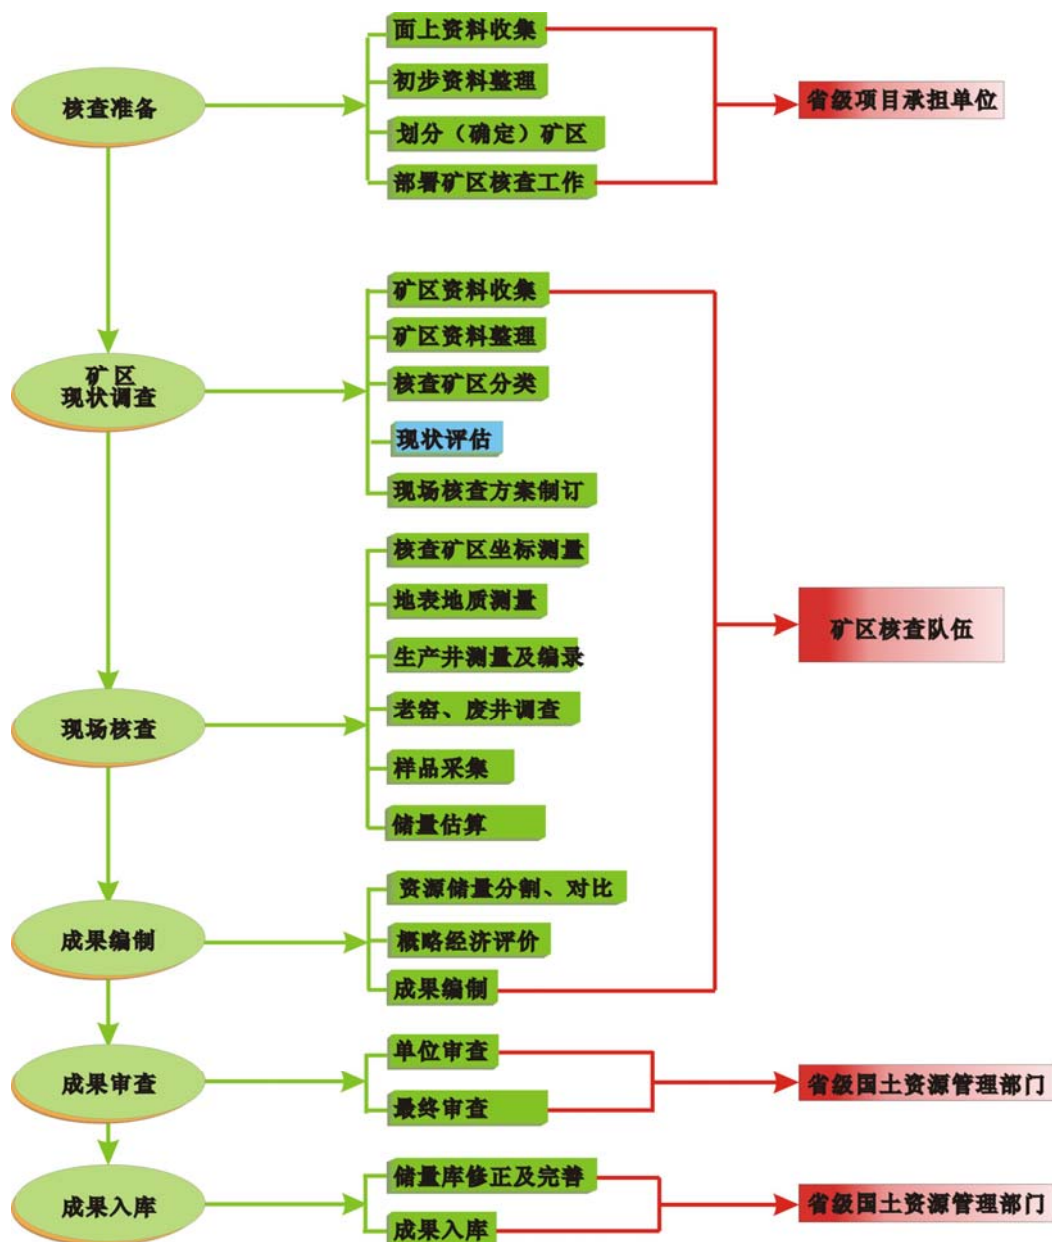 核查准备
面上资料收集
初步资料整理
划分（确定）矿区
部署矿区核查工作
省级项目承担单位
矿区
现状调查
矿区资料收集
矿区资料整理
核查矿区分类
现状评估
现场核查方案制订
现场核查
核查矿区坐标测量
地表地质测量
生产井测量及编录
老窑、废井调查
样品采集
储量估算
矿区核查队伍
成果编制
资源储量分割、对比
概略经济评价
成果编制
成果审查
单位审查
最终审查
省级国土资源管理部门
成果入库
储量库修正及完善
成果入库
省级国土资源管理部门